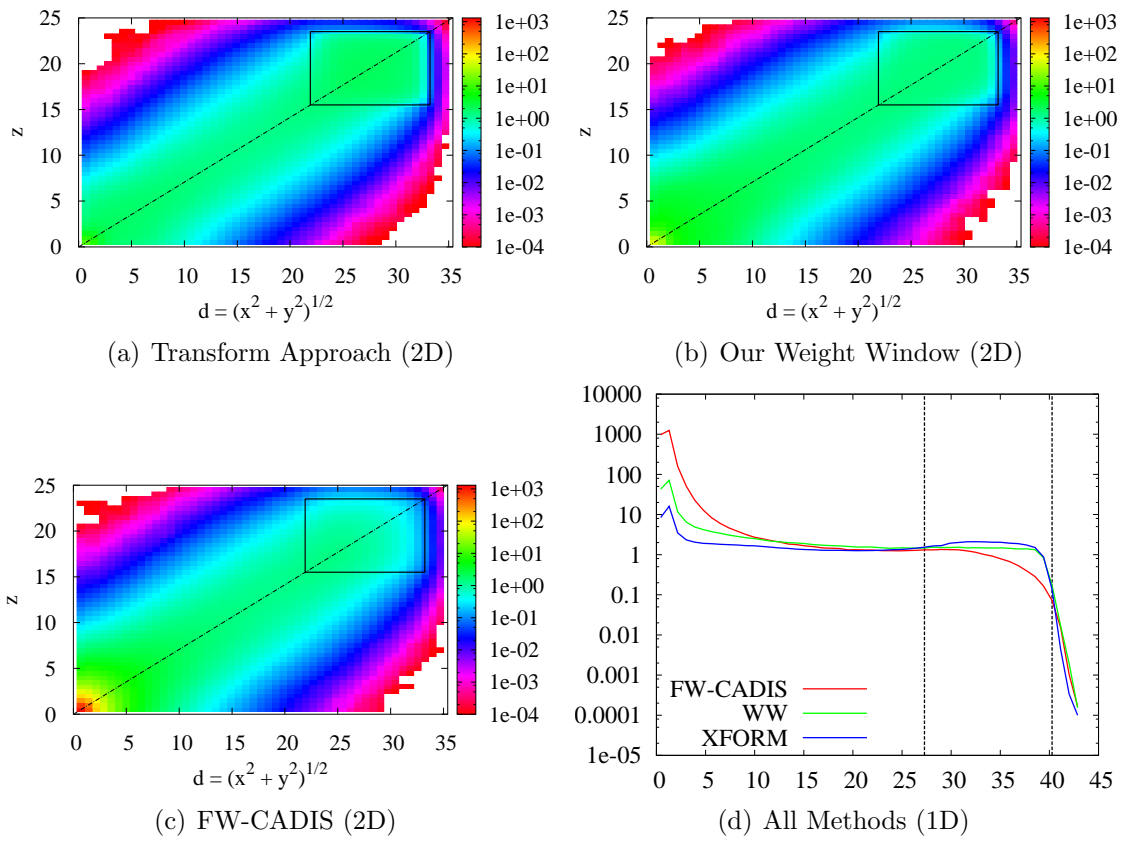 25
20
15
10
5
0
z
0 5 10 15 20 25 30 35
d = (x² + y²)^1/2
1e+03
1e+02
1e+01
1e+00
1e-01
1e-02
1e-03
1e-04
(a) Transform Approach (2D)
25
20
15
10
5
0
z
0 5 10 15 20 25 30 35
d = (x² + y²)^1/2
1e+03
1e+02
1e+01
1e+00
1e-01
1e-02
1e-03
1e-04
(b) Our Weight Window (2D)
25
20
15
10
5
0
z
0 5 10 15 20 25 30 35
d = (x² + y²)^1/2
1e+03
1e+02
1e+01
1e+00
1e-01
1e-02
1e-03
1e-04
(c) FW-CADIS (2D)
10000
1000
100
10
1
0.1
0.01
0.001
0.0001
1e-05
FW-CADIS
WW
XFORM
0 5 10 15 20 25 30 35 40 45
(d) All Methods (1D)